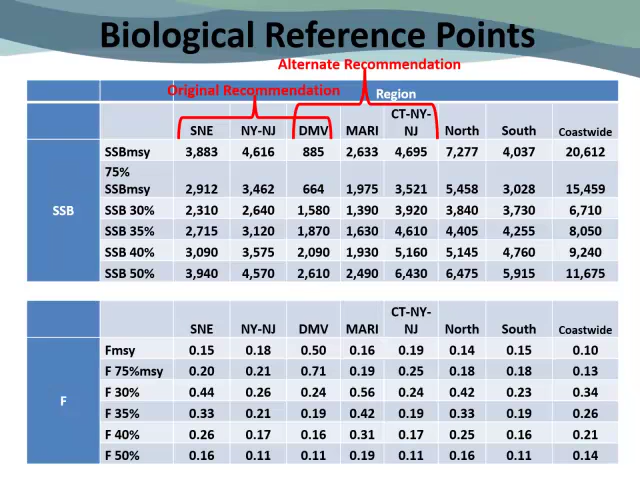 Biological Reference Points
Alternate Recommendation
Original Recommendation
Region
SNE NY-NJ DMV MARI CT-NY-NJ North South Coastwide
SSB
SSBmsy 3,883 4,616 885 2,633 4,695 7,277 4,037 20,612
75% SSBmsy 2,912 3,462 664 1,975 3,521 5,458 3,028 15,459
SSB 30% 2,310 2,640 1,580 1,390 3,920 3,840 3,730 6,710
SSB 35% 2,715 3,120 1,870 1,630 4,610 4,405 4,255 8,050
SSB 40% 3,090 3,575 2,090 1,930 5,160 5,145 4,760 9,240
SSB 50% 3,940 4,570 2,610 2,490 6,430 6,475 5,915 11,675
SNE NY-NJ DMV MARI CT-NY-NJ North South Coastwide
F
Fmsy 0.15 0.18 0.50 0.16 0.19 0.14 0.15 0.10
F 75%msy 0.20 0.21 0.71 0.19 0.25 0.18 0.18 0.13
F 30% 0.44 0.26 0.24 0.56 0.24 0.42 0.23 0.34
F 35% 0.33 0.21 0.19 0.42 0.19 0.33 0.19 0.26
F 40% 0.26 0.17 0.16 0.31 0.17 0.25 0.16 0.21
F 50% 0.16 0.11 0.11 0.19 0.11 0.16 0.11 0.14